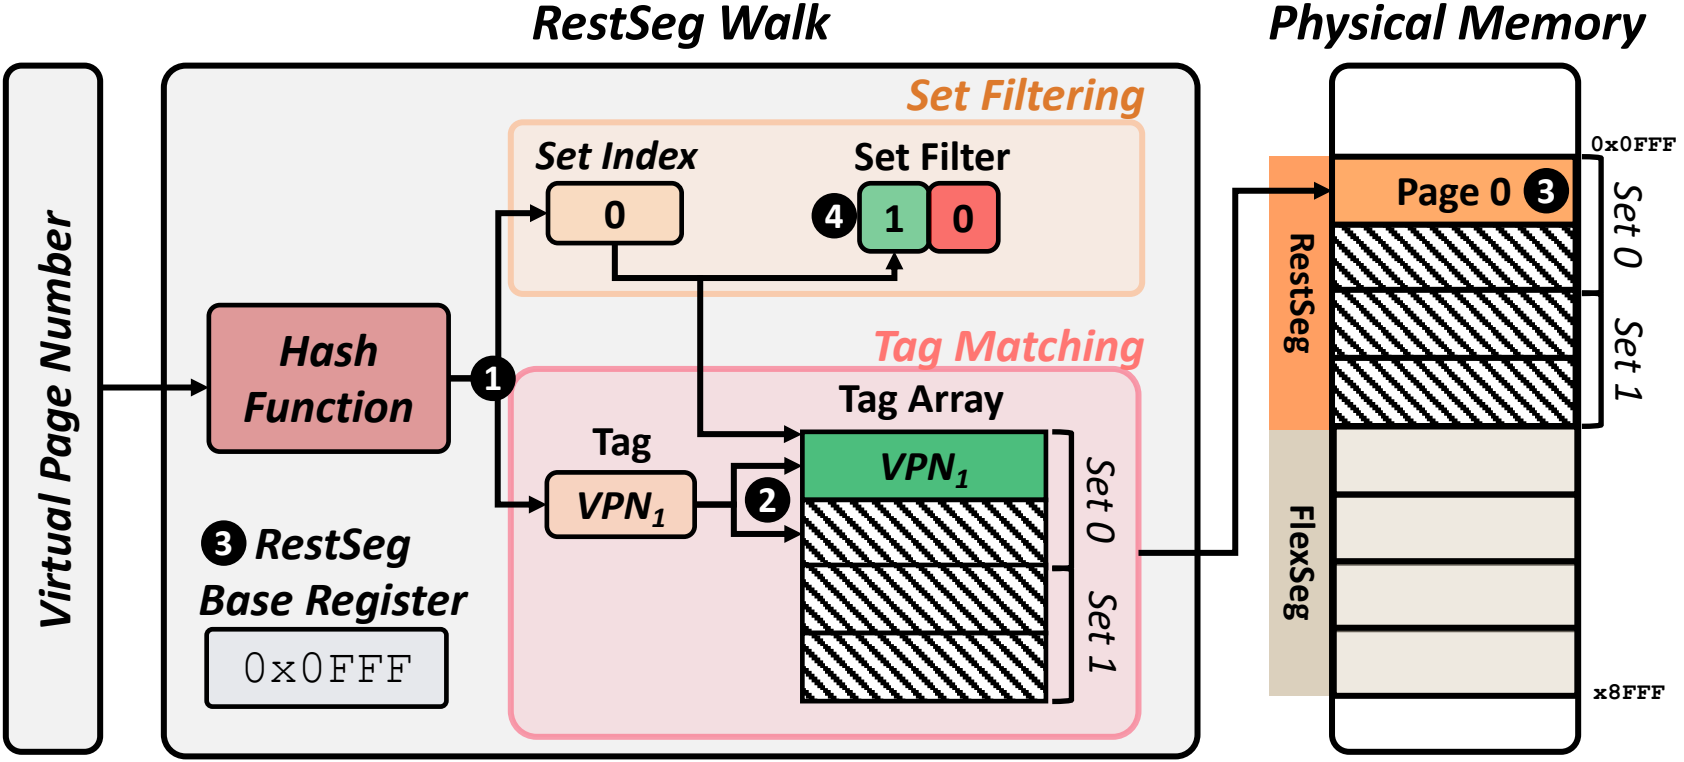 RestSeg Walk
Physical Memory
Virtual Page Number
Set Filtering
Set Index
0
Set Filter
4
1
0
Hash
Function
1
Tag Matching
Tag Array
Tag
VPN1
2
VPN1
Set 0
Set 1
3 RestSeg
Base Register
0x0FFF
0x0FFF
Page 0 3
RestSeg
Set 0
Set 1
FlexSeg
x8FFF